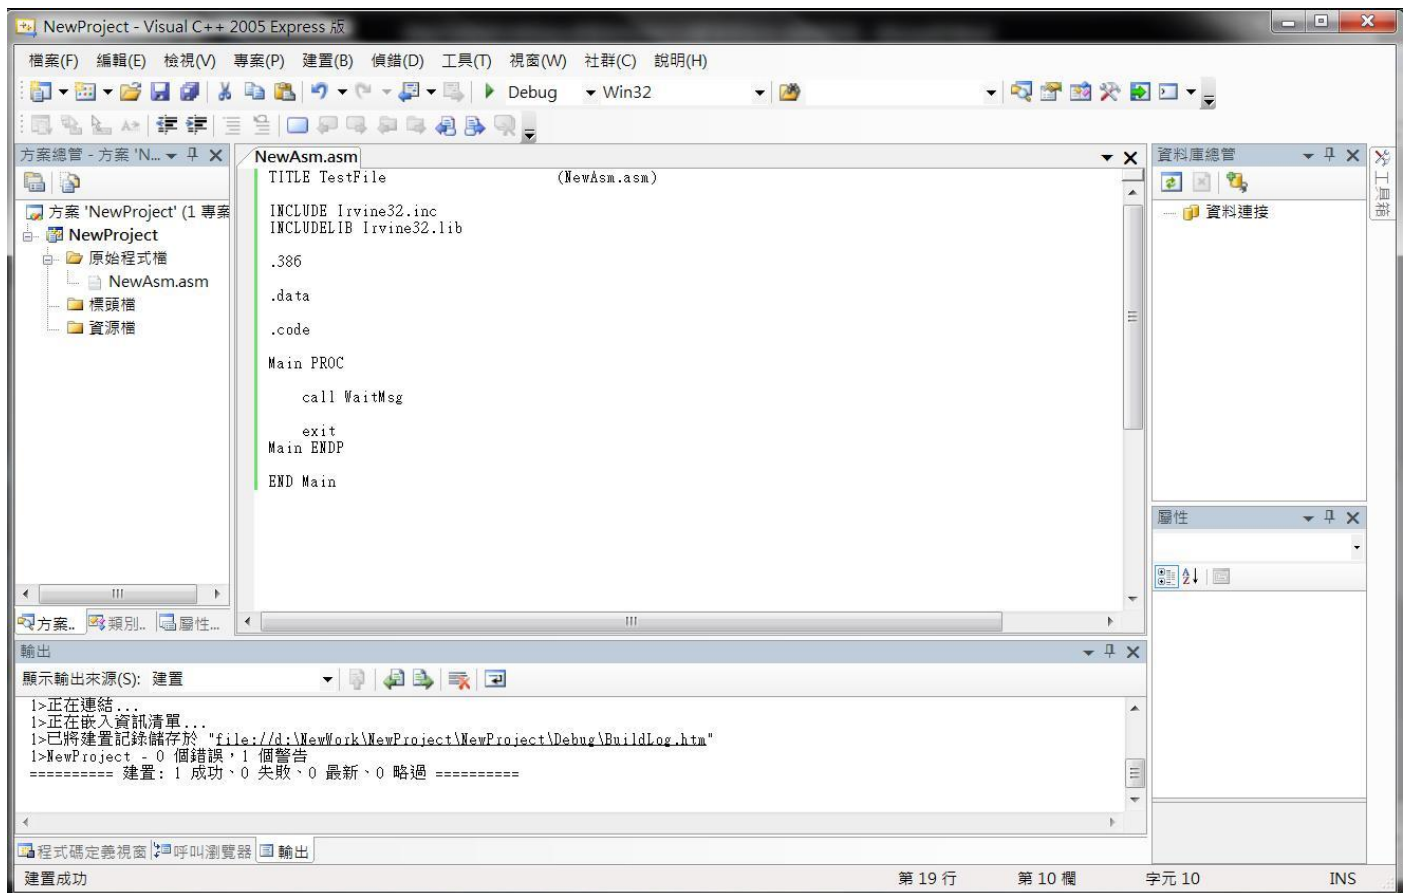 NewProject - Visual C++ 2005 Express 版
檔案(F) 編輯(E) 檢視(V) 專案(P) 建置(B) 偵錯(D) 工具(T) 視窗(W) 社群(C) 說明(H)
Debug Win32
方案總管 - 方案 'N...
方案 'NewProject' (1 專案
NewProject
原始程式檔
NewAsm.asm
標頭檔
資源檔
方案.. 類別.. 屬性...
NewAsm.asm
TITLE TestFile (NewAsm.asm)
INCLUDE Irvine32.inc
INCLUDELIB Irvine32.lib
.386
.data
.code
Main PROC
call WaitMsg
exit
Main ENDP
END Main
資料庫總管
資料連接
工具箱
屬性
輸出
顯示輸出來源(S): 建置
1>正在連結...
1>正在嵌入資訊清單...
1>已將建置記錄儲存於 "file://d:\NewWork\NewProject\NewProject\Debug\BuildLog.htm"
1>NewProject - 0 個錯誤，1 個警告
========== 建置: 1 成功、0 失敗、0 最新、0 略過 ==========
程式碼定義視窗 呼叫瀏覽器 輸出
建置成功 第 19 行 第 10 欄 字元 10 INS